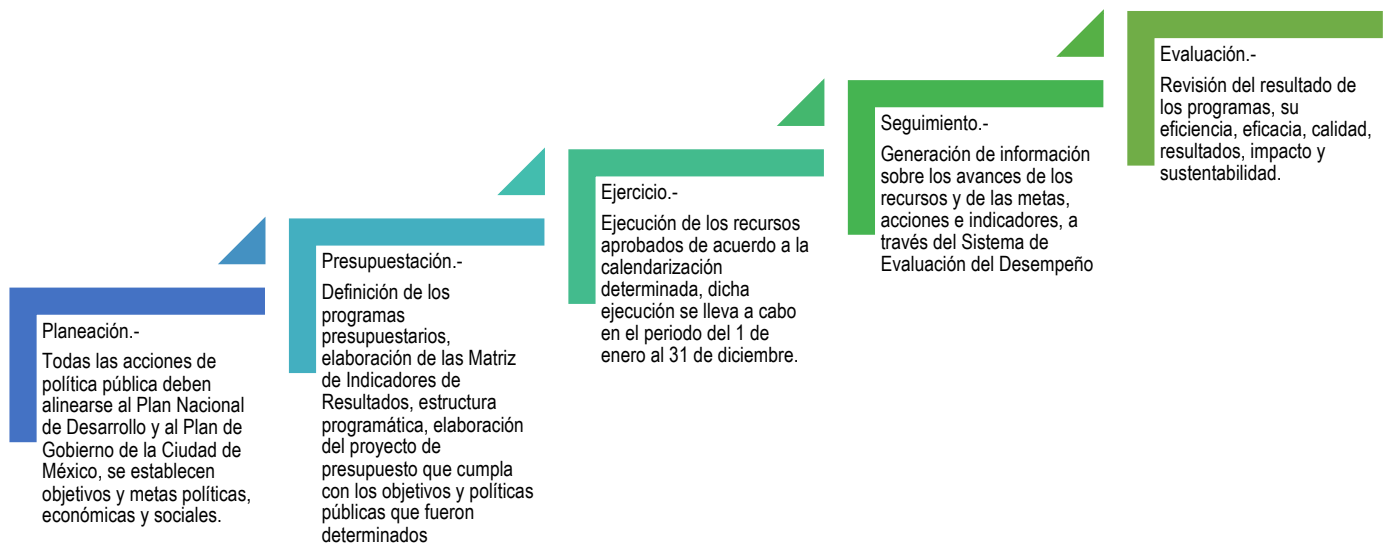 Planeación.-
Todas las acciones de
política pública deben
alinearse al Plan Nacional
de Desarrollo y al Plan de
Gobierno de la Ciudad de
México, se establecen
objetivos y metas políticas,
económicas y sociales.
Presupuestación.-
Definición de los
programas
presupuestarios,
elaboración de las Matriz
de Indicadores de
Resultados, estructura
programática, elaboración
del proyecto de
presupuesto que cumpla
con los objetivos y políticas
públicas que fueron
determinados
Ejercicio.-
Ejecución de los recursos
aprobados de acuerdo a la
calendarización
determinada, dicha
ejecución se lleva a cabo
en el periodo del 1 de
enero al 31 de diciembre.
Seguimiento.-
Generación de información
sobre los avances de los
recursos y de las metas,
acciones e indicadores, a
través del Sistema de
Evaluación del Desempeño
Evaluación.-
Revisión del resultado de
los programas, su
eficiencia, eficacia, calidad,
resultados, impacto y
sustentabilidad.